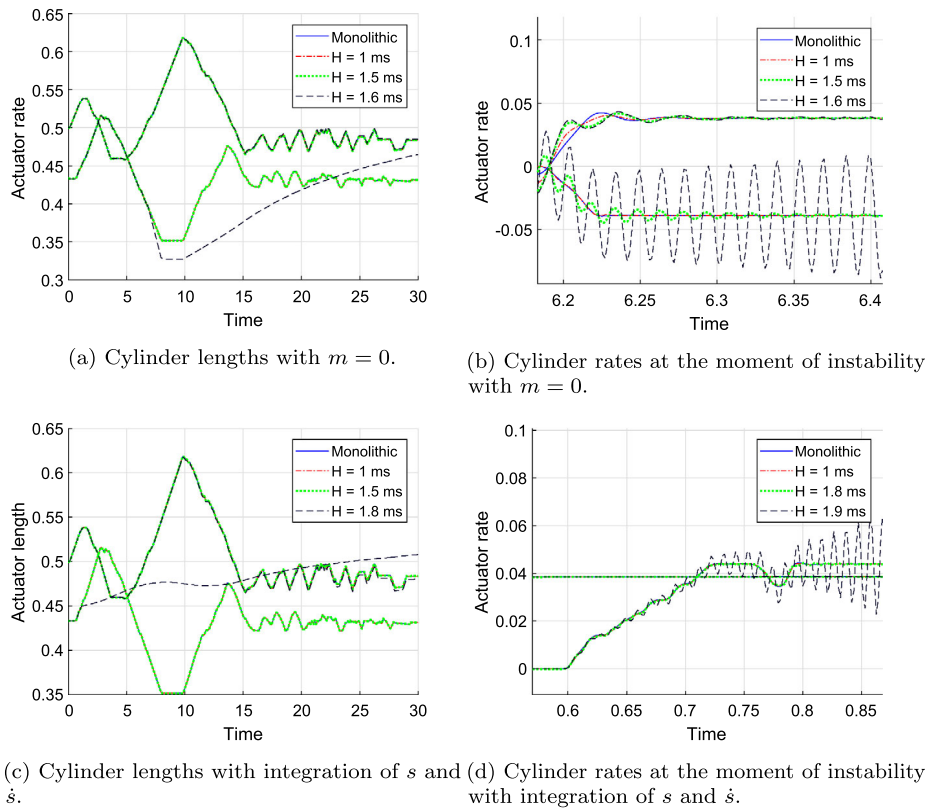 0.65
0.6
0.55
0.5
0.45
0.4
0.35
0.3
Actuator rate
0 5 10 15 20 25 30
Time
Monolithic
H = 1 ms
H = 1.5 ms
H = 1.6 ms
(a) Cylinder lengths with m = 0.
0.1
0.05
0
-0.05
Actuator rate
6.2 6.25 6.3 6.35 6.4
Time
Monolithic
H = 1 ms
H = 1.5 ms
H = 1.6 ms
(b) Cylinder rates at the moment of instability
with m = 0.
0.65
0.6
0.55
0.5
0.45
0.4
0.35
Actuator length
0 5 10 15 20 25 30
Time
Monolithic
H = 1 ms
H = 1.5 ms
H = 1.8 ms
(c) Cylinder lengths with integration of s and
ṡ.
0.1
0.08
0.06
0.04
0.02
0
Actuator rate
0.6 0.65 0.7 0.75 0.8 0.85
Time
Monolithic
H = 1 ms
H = 1.8 ms
H = 1.9 ms
(d) Cylinder rates at the moment of instability
with integration of s and ṡ.